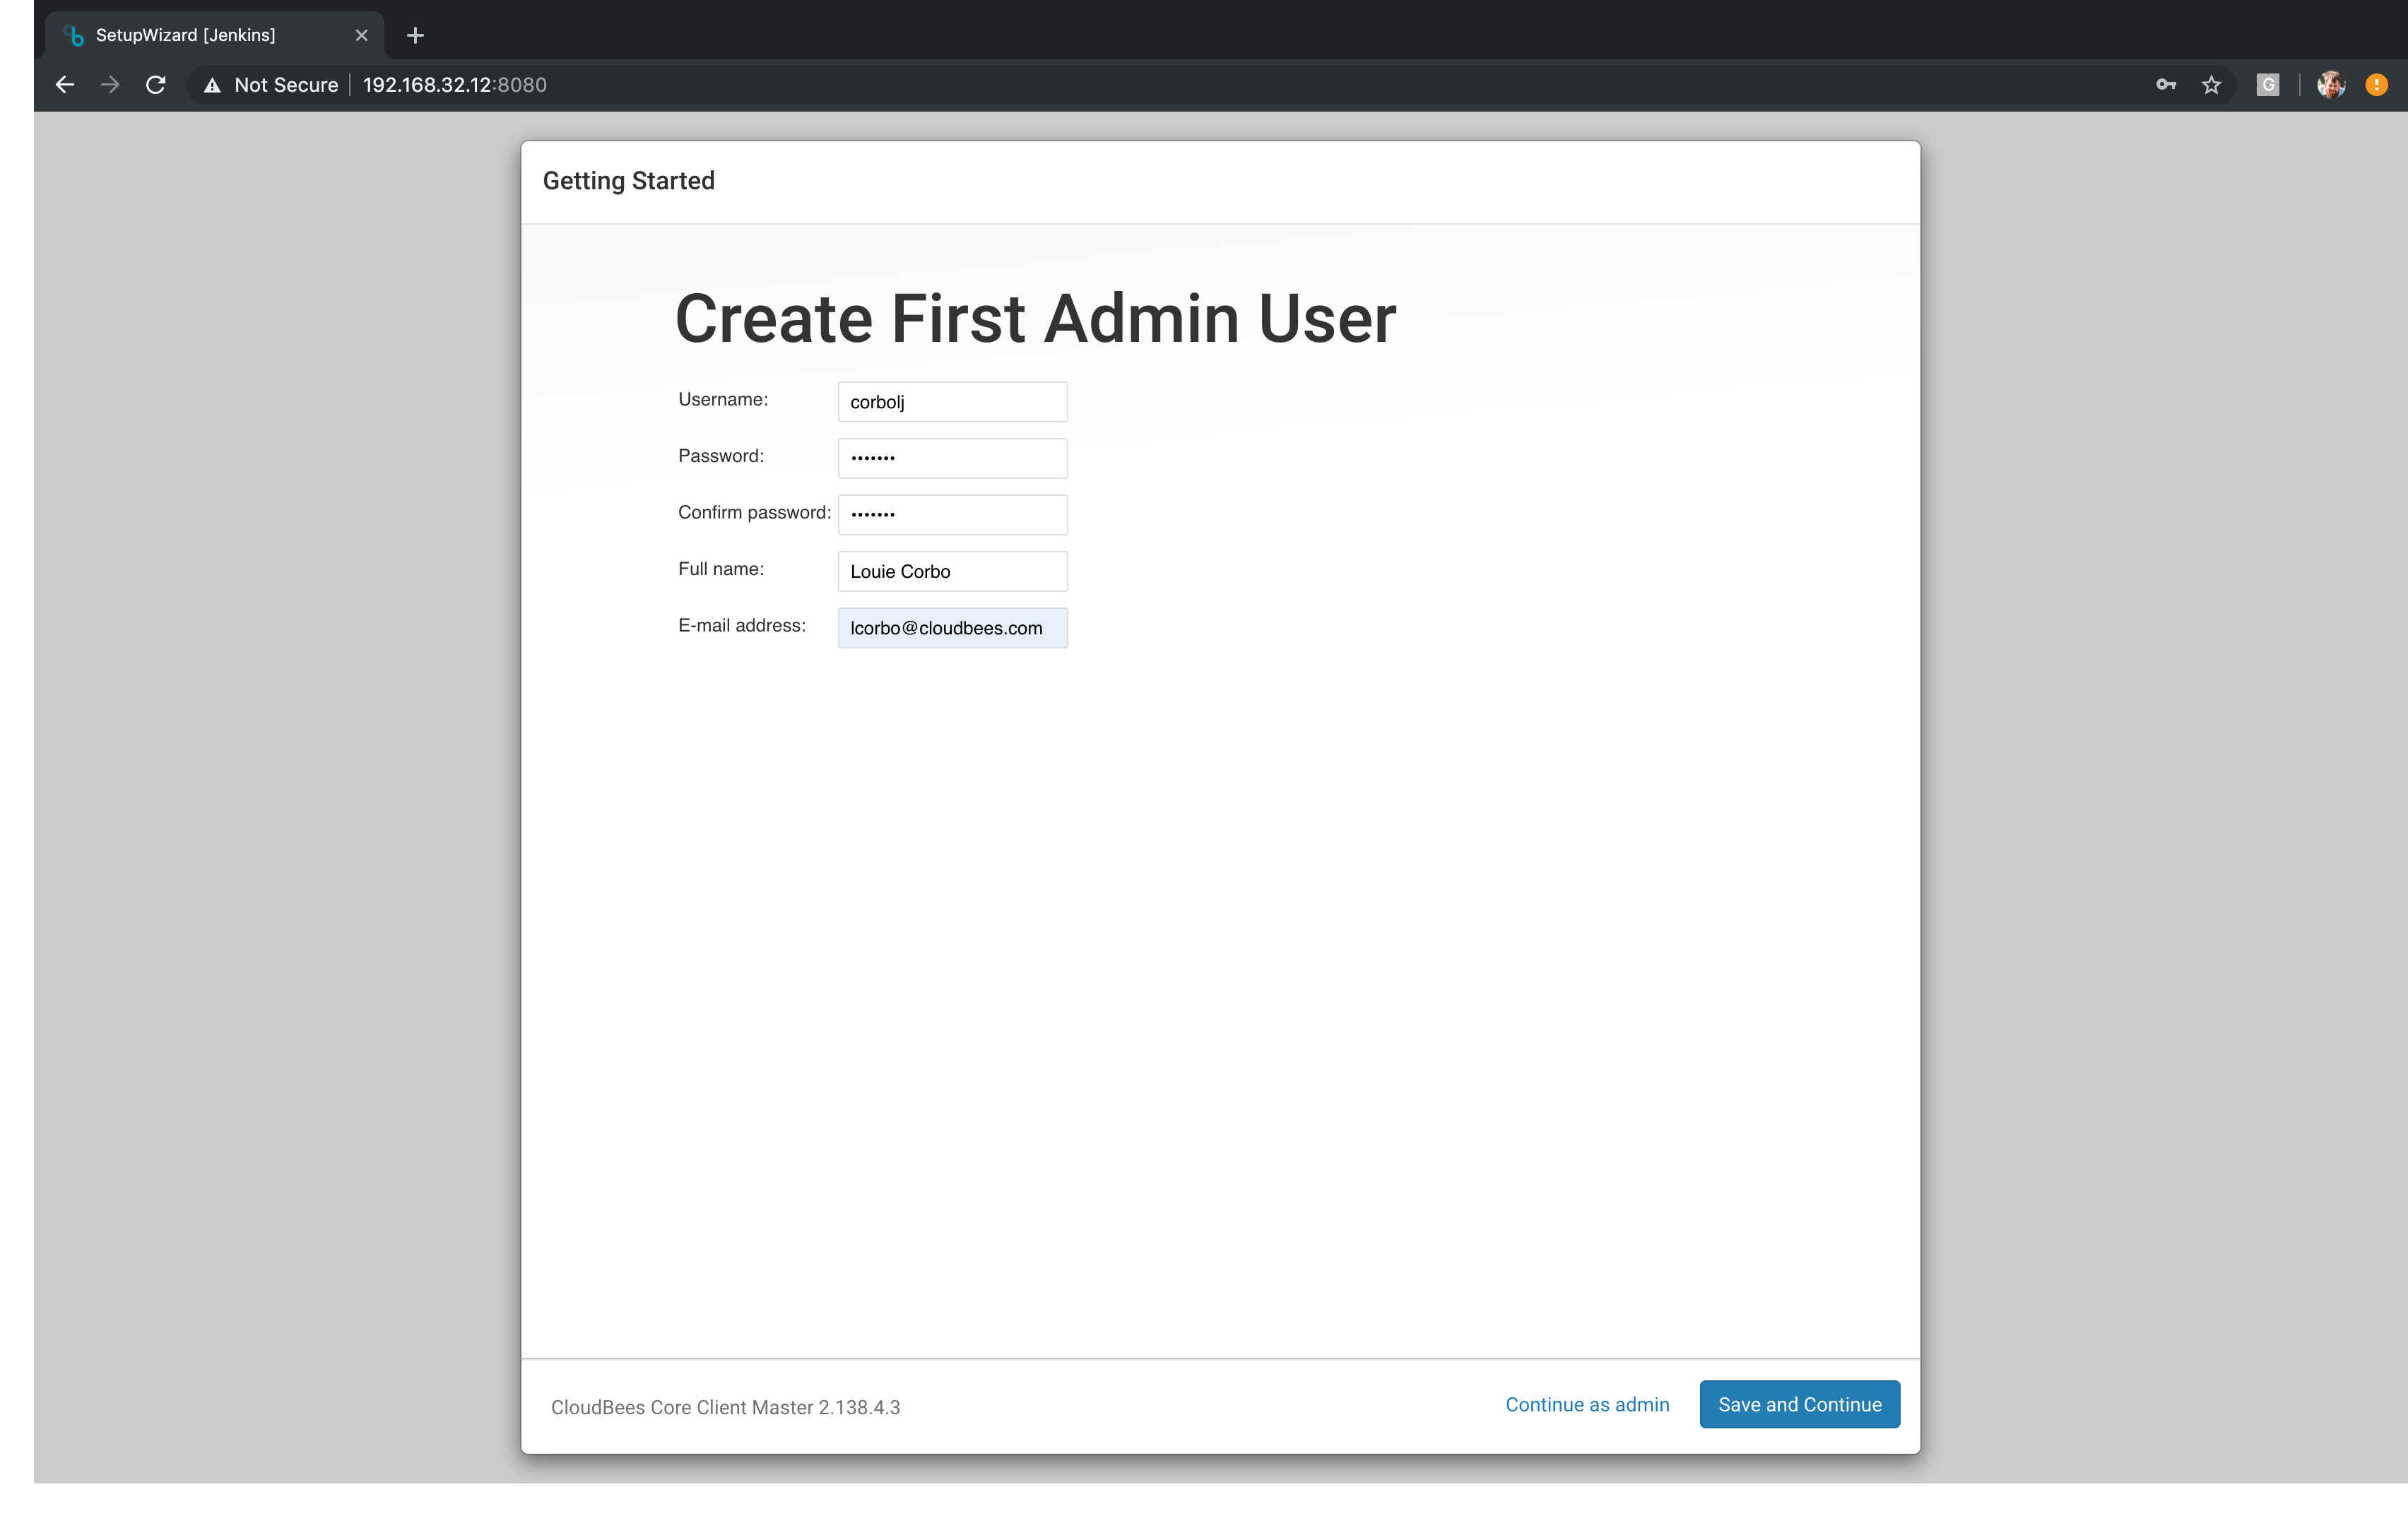 SetupWizard [Jenkins]
Not Secure 192.168.32.12:8080
G
Getting Started
Create First Admin User
Username: corbolj
Password: •••••••
Confirm password: •••••••
Full name: Louie Corbo
E-mail address: lcorbo@cloudbees.com
CloudBees Core Client Master 2.138.4.3 Continue as admin Save and Continue